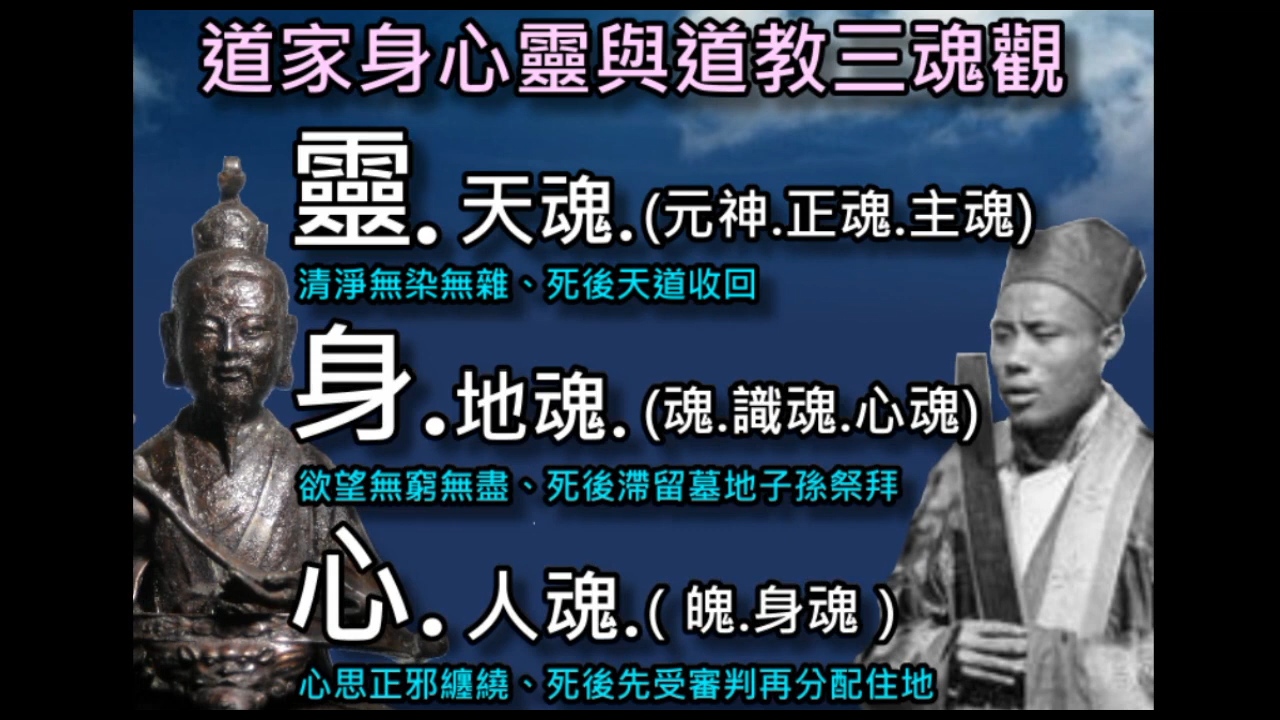 道家身心靈與道教三魂觀
靈.天魂.(元神.正魂.主魂)
清淨無染無雜、死後天道收回
身.地魂.(魂.識魂.心魂)
欲望無窮無盡、死後滯留墓地子孫祭拜
心.人魂.(魄.身魂)
心思正邪纏繞、死後先受審判再分配住地